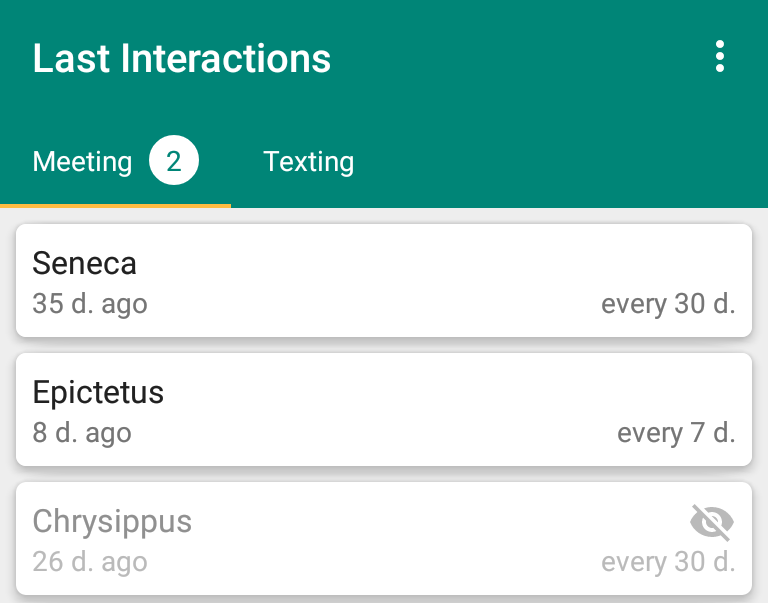 Last Interactions
Meeting 2 Texting
Seneca
35 d. ago every 30 d.
Epictetus
8 d. ago every 7 d.
Chrysippus
26 d. ago every 30 d.